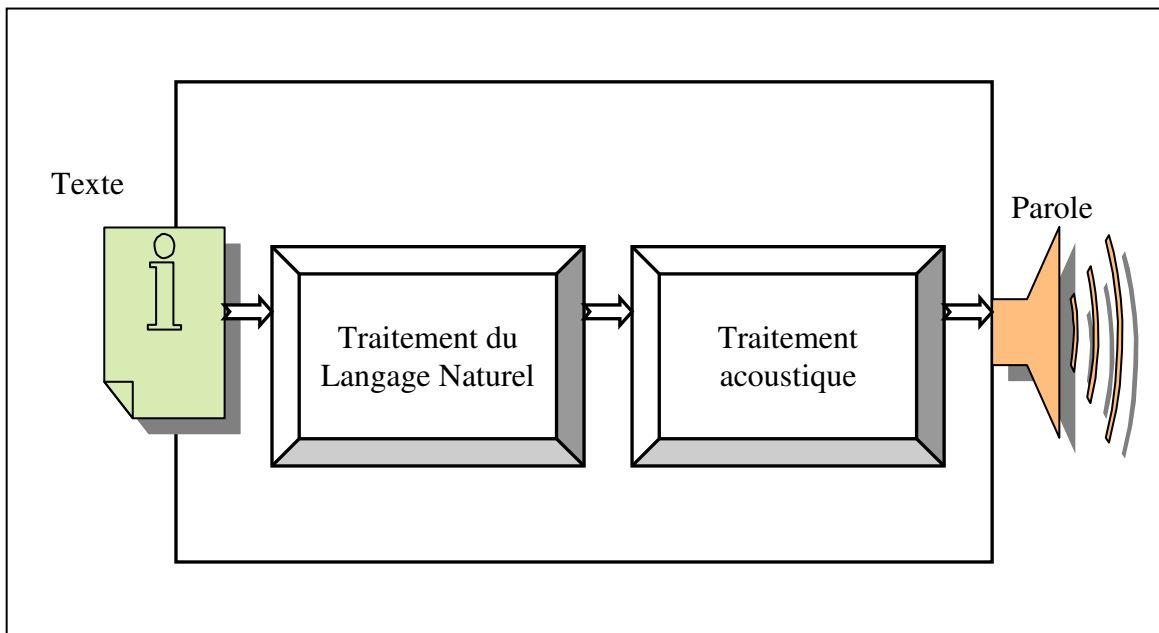 Texte
Parole
Traitement du
Langage Naturel
Traitement
acoustique